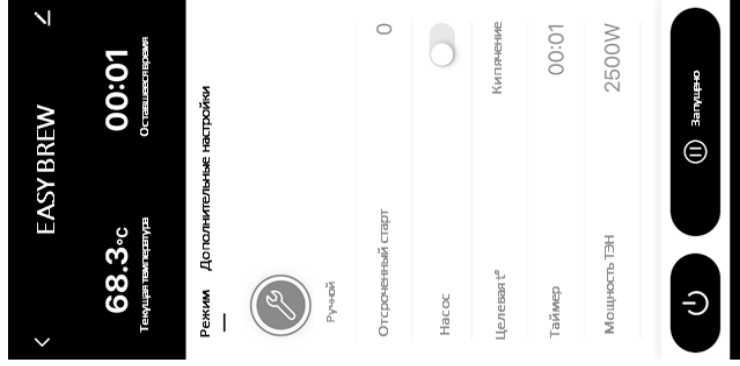 EASY BREW
68.3°C 00:01
Текущая температура Оставшееся время
Режим Дополнительные настройки
Ручной
Отсроченный старт 0
Насос
Целевая t° Кипячение
Таймер 00:01
Мощность ТЭН 2500W
Запущено